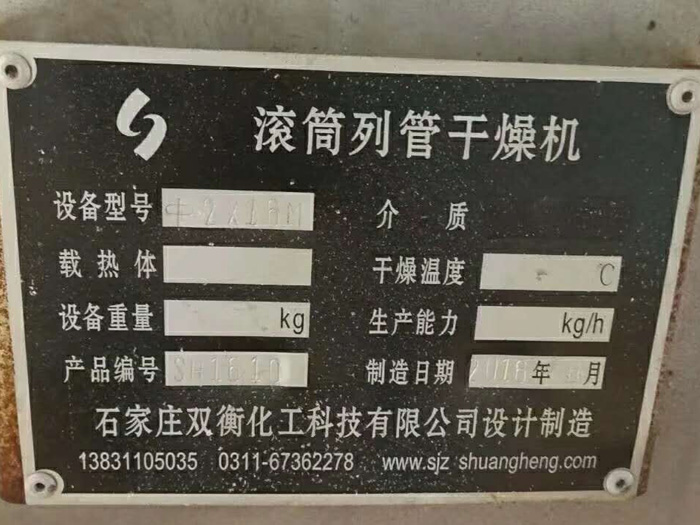 滚筒列管干燥机
设备型号 介质
载热体 干燥温度 ℃
设备重量 kg 生产能力 kg/h
产品编号 SH1610 制造日期 年 月
石家庄双衡化工科技有限公司设计制造
13831105035 0311-67362278 www.sjz shuangheng.com